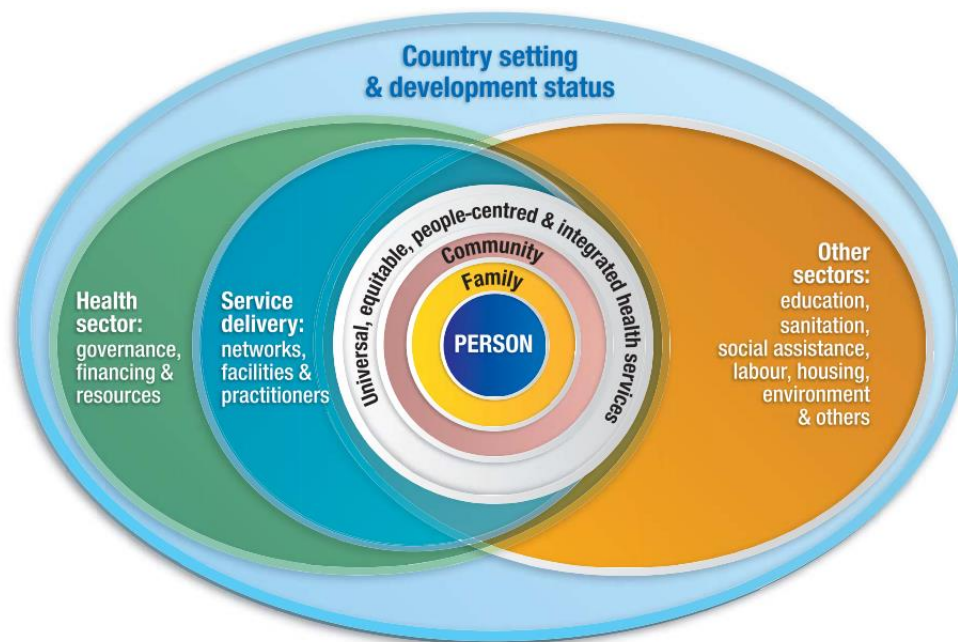 Country setting
& development status
Universal, equitable, people-centred & integrated health services
Community
Family
PERSON
Health
sector:
governance,
financing &
resources
Service
delivery:
networks,
facilities &
practitioners
Other
sectors:
education,
sanitation,
social assistance,
labour, housing,
environment
& others